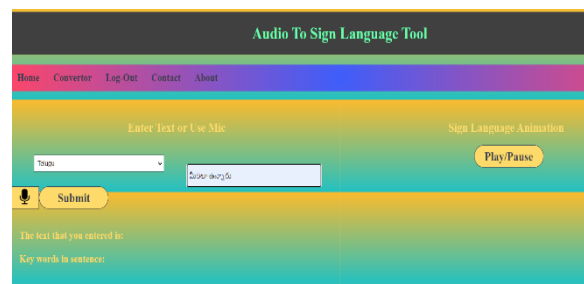 Audio To Sign Language Tool
Home Convertor Log-Out Contact About
Enter Text or Use Mic
Sign Language Animation
Play/Pause
Telugu
మీరెలా ఉన్నారు
Submit
The text that you entered is:
Key words in sentence: